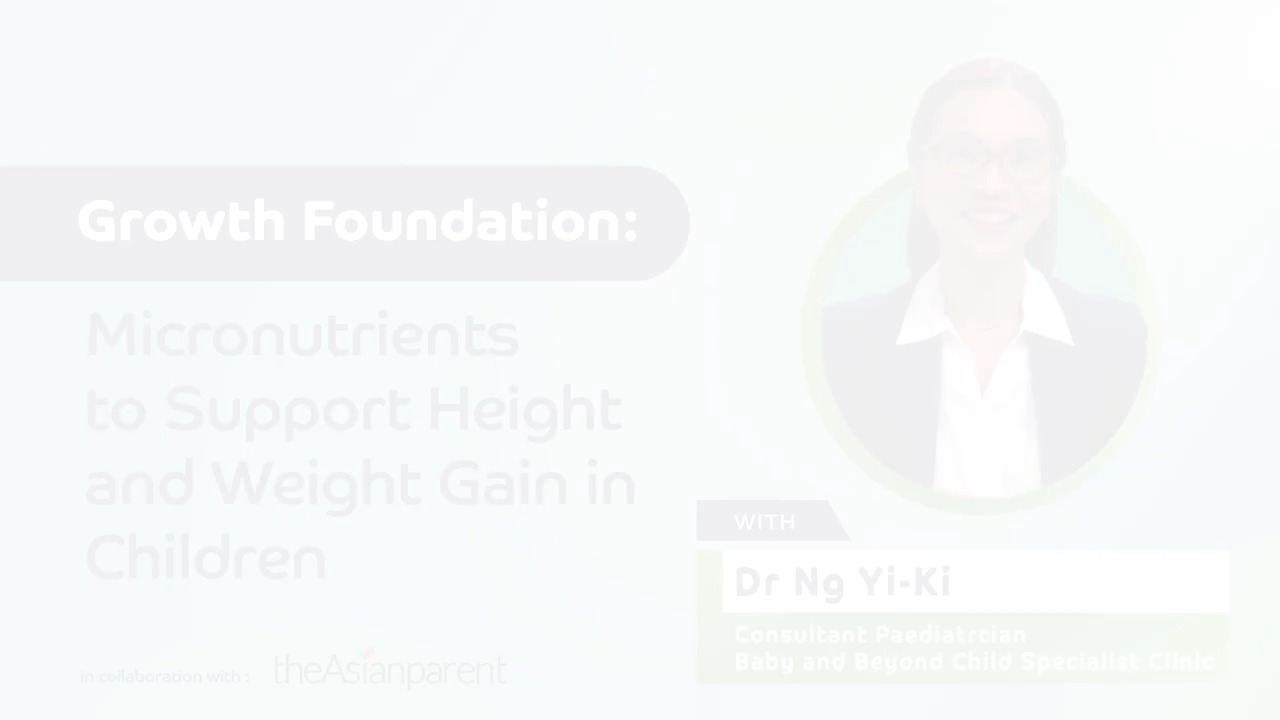 Growth Foundation:
Micronutrients
to Support Height
and Weight Gain in
Children
in collaboration with :
theAsianparent
WITH
Dr Ng Yi-Ki
Consultant Paediatrcian
Baby and Beyond Child Specialist Clinic